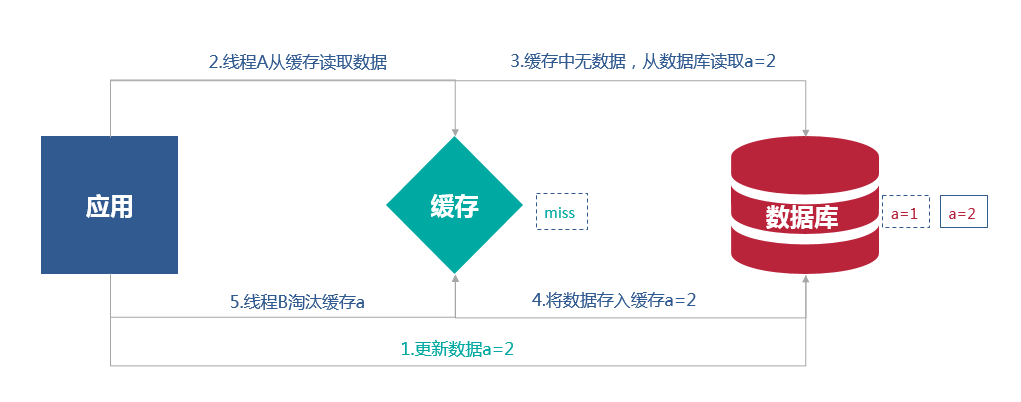 2.线程A从缓存读取数据
3.缓存中无数据，从数据库读取a=2
应用
缓存
miss
数据库
a=1
a=2
5.线程B淘汰缓存a
4.将数据存入缓存a=2
1.更新数据a=2